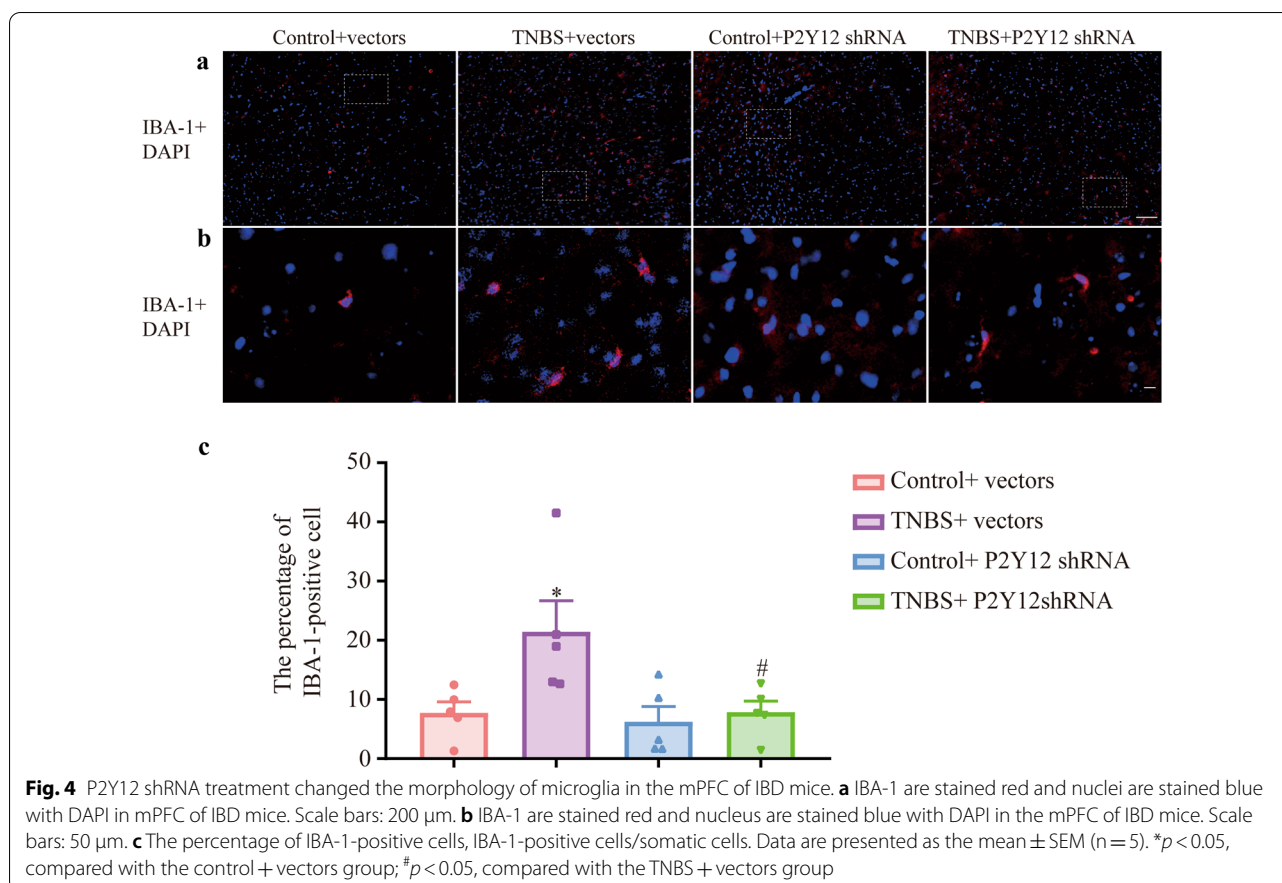 Control+vectors TNBS+vectors Control+P2Y12 shRNA TNBS+P2Y12 shRNA
a
IBA-1+
DAPI
b
IBA-1+
DAPI
c
The percentage of
IBA-1-positive cell
50
40
30
20
10
0
*
#
Control+ vectors
TNBS+ vectors
Control+ P2Y12 shRNA
TNBS+ P2Y12shRNA
Fig. 4 P2Y12 shRNA treatment changed the morphology of microglia in the mPFC of IBD mice. a IBA-1 are stained red and nuclei are stained blue
with DAPI in mPFC of IBD mice. Scale bars: 200 μm. b IBA-1 are stained red and nucleus are stained blue with DAPI in the mPFC of IBD mice. Scale
bars: 50 μm. c The percentage of IBA-1-positive cells, IBA-1-positive cells/somatic cells. Data are presented as the mean ± SEM (n = 5). *p < 0.05,
compared with the control + vectors group; #p < 0.05, compared with the TNBS + vectors group